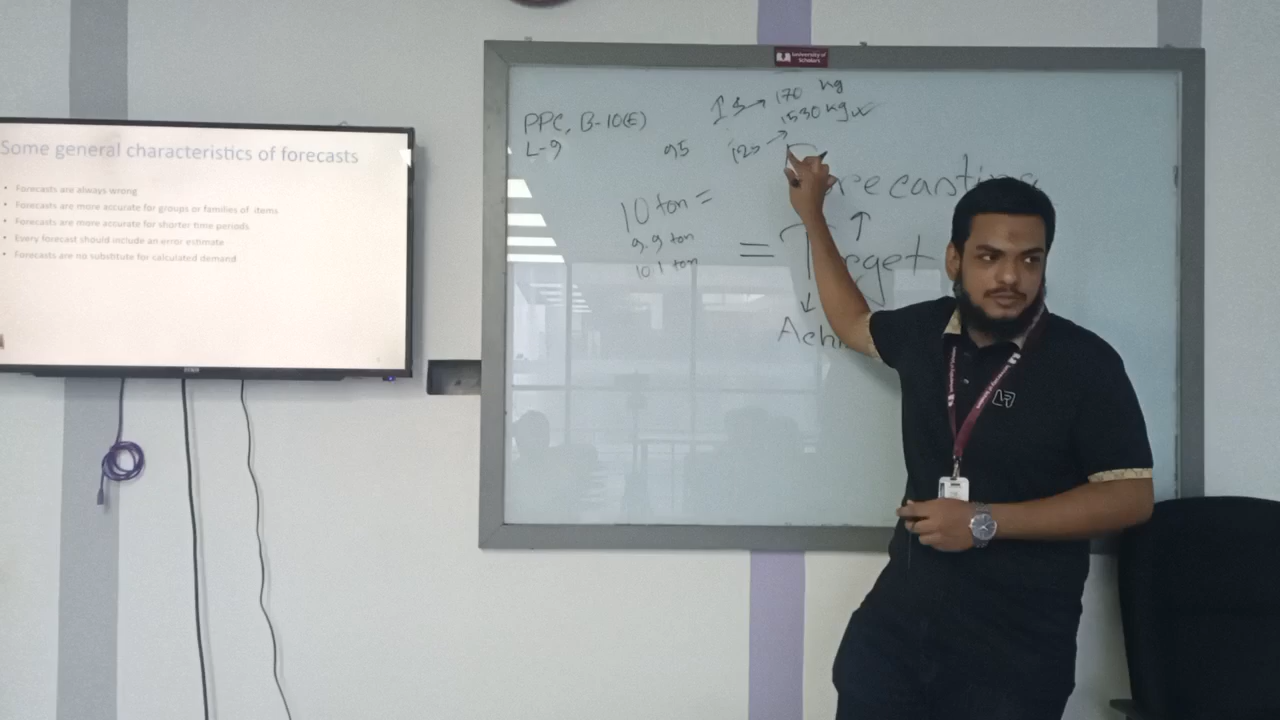 Some general characteristics of forecasts
• Forecasts are always wrong
• Forecasts are more accurate for groups or families of items
• Forecasts are more accurate for shorter time periods
• Every forecast should include an error estimate
• Forecasts are no substitute for calculated demand
University of
Scholars
PPC, B-10(E)
L-9
95
170 kg
1530 kg
120 →
recasting
10 ton =
9.9 ton
10.1 ton
= Target
Ach